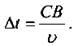 Δt = CB / υ .